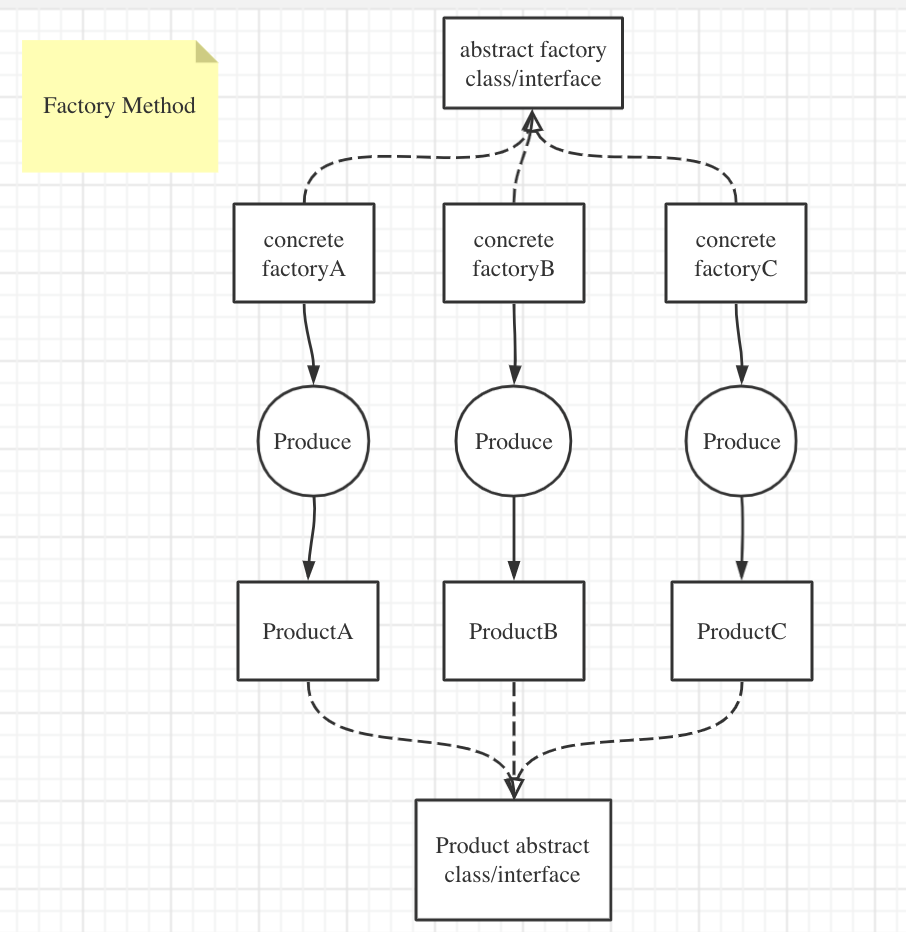 Factory Method
abstract factory
class/interface
concrete
factoryA
concrete
factoryB
concrete
factoryC
Produce
Produce
Produce
ProductA
ProductB
ProductC
Product abstract
class/interface